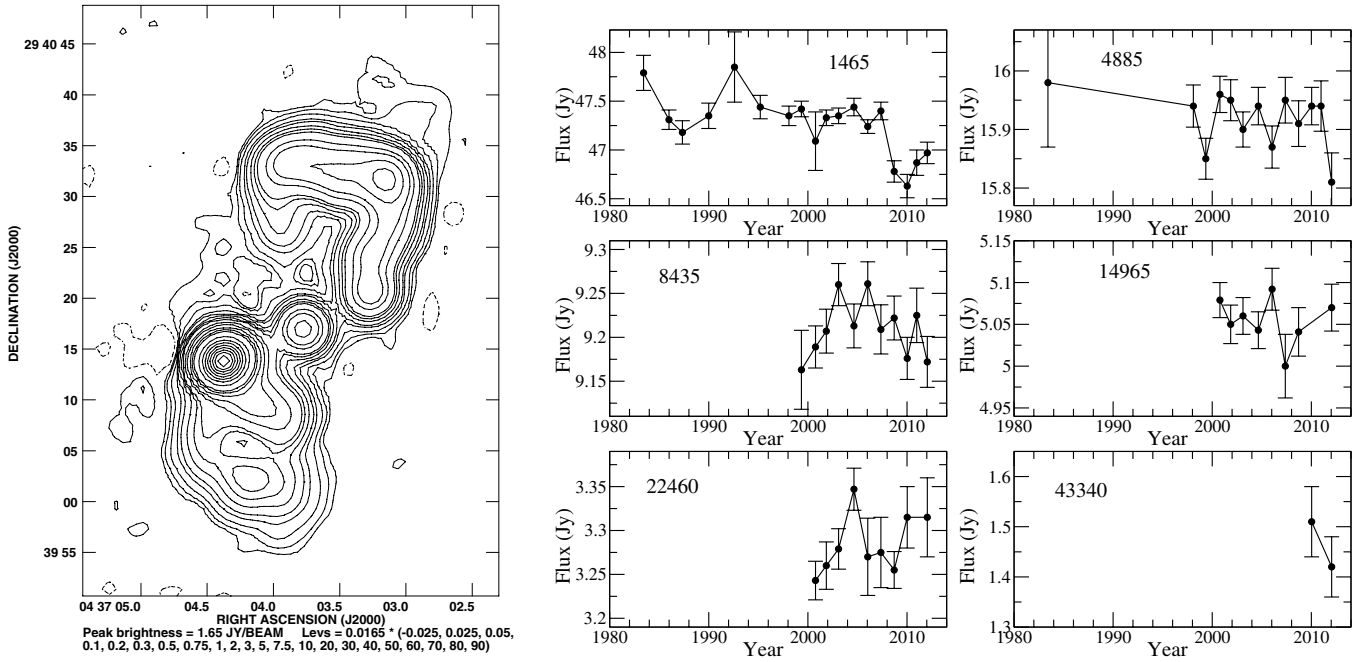 29 40 45
40
35
30
25
20
15
10
05
00
39 55
DECLINATION (J2000)
04 37 05.0
04.5
04.0
03.5
03.0
02.5
RIGHT ASCENSION (J2000)
Peak brightness = 1.65 JY/BEAM Levs = 0.0165 * (-0.025, 0.025, 0.05,
0.1, 0.2, 0.3, 0.5, 0.75, 1, 2, 3, 5, 7.5, 10, 20, 30, 40, 50, 60, 70, 80, 90)
1465
Flux (Jy)
48
47.5
47
46.5
1980 1990 2000 2010
Year
4885
Flux (Jy)
16
15.9
15.8
1980 1990 2000 2010
Year
8435
Flux (Jy)
9.3
9.25
9.2
9.15
1980 1990 2000 2010
Year
14965
Flux (Jy)
5.15
5.1
5.05
5
4.95
1980 1990 2000 2010
Year
22460
Flux (Jy)
3.35
3.3
3.25
3.2
1980 1990 2000 2010
Year
43340
Flux (Jy)
1.6
1.5
1.4
1.3
1980 1990 2000 2010
Year